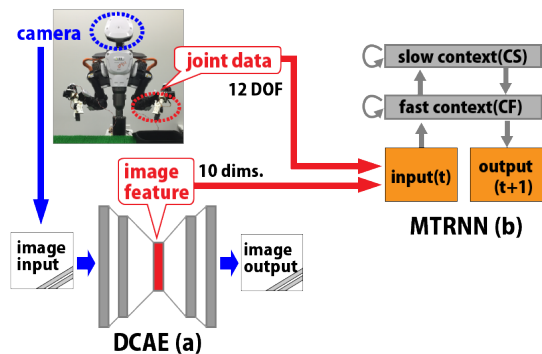 camera
joint data
12 DOF
slow context(CS)
fast context(CF)
image
feature
10 dims.
input(t)
output
(t+1)
MTRNN (b)
image
input
image
output
DCAE (a)